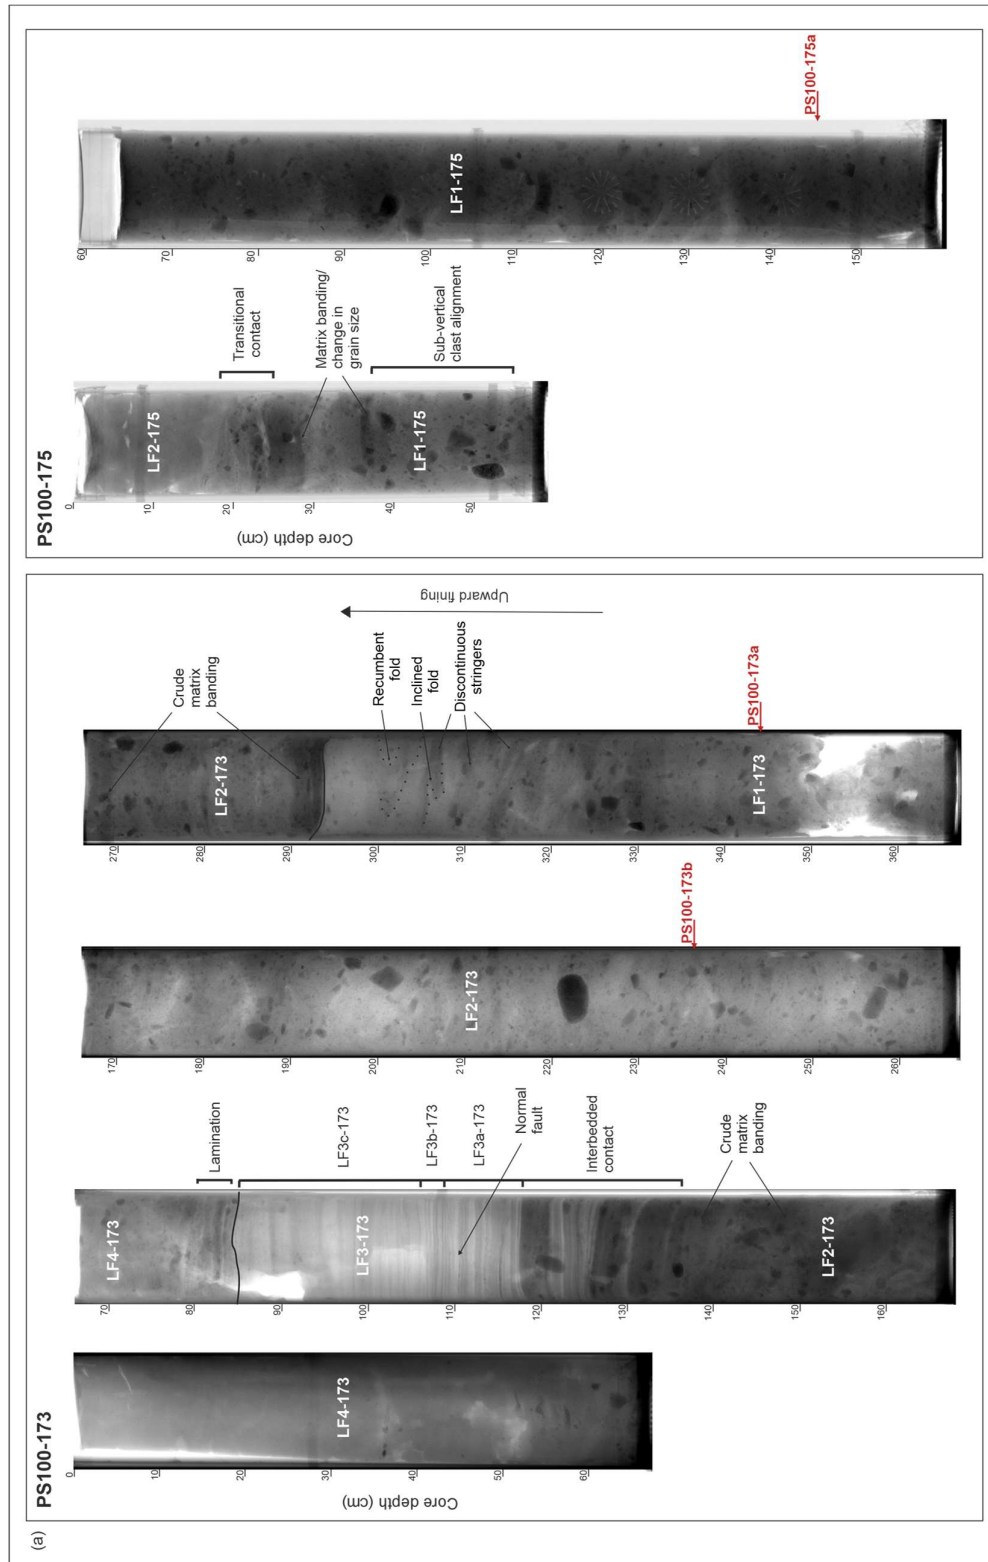 (a)
PS100-173
Core depth (cm)
0
10
20
30
40
50
60
LF4-173
70
80
90
100
110
120
130
140
150
160
LF4-173
LF3-173
LF2-173
Lamination
LF3c-173
LF3b-173
LF3a-173
Normal
fault
Interbedded
contact
Crude
matrix
banding
170
180
190
200
210
220
230
240
250
260
LF2-173
PS100-173b
270
280
290
300
310
320
330
340
350
360
LF2-173
LF1-173
Crude
matrix
banding
Recumbent
fold
Inclined
fold
Discontinuous
stringers
PS100-173a
Upward fining
PS100-175
Core depth (cm)
0
10
20
30
40
50
LF2-175
LF1-175
Transitional
contact
Matrix banding/
change in
grain size
Sub-vertical
clast alignment
60
70
80
90
100
110
120
130
140
150
LF1-175
PS100-175a